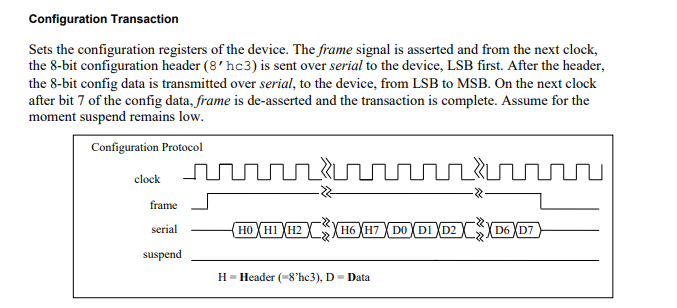 Configuration Transaction
Sets the configuration registers of the device. The frame signal is asserted and from the next clock,
the 8-bit configuration header (8'hc3) is sent over serial to the device, LSB first. After the header,
the 8-bit config data is transmitted over serial, to the device, from LSB to MSB. On the next clock
after bit 7 of the config data, frame is de-asserted and the transaction is complete. Assume for the
moment suspend remains low.
Configuration Protocol
clock
frame
serial H0 H1 H2 H6 H7 D0 D1 D2 D6 D7
suspend
H = Header (=8'hc3), D = Data